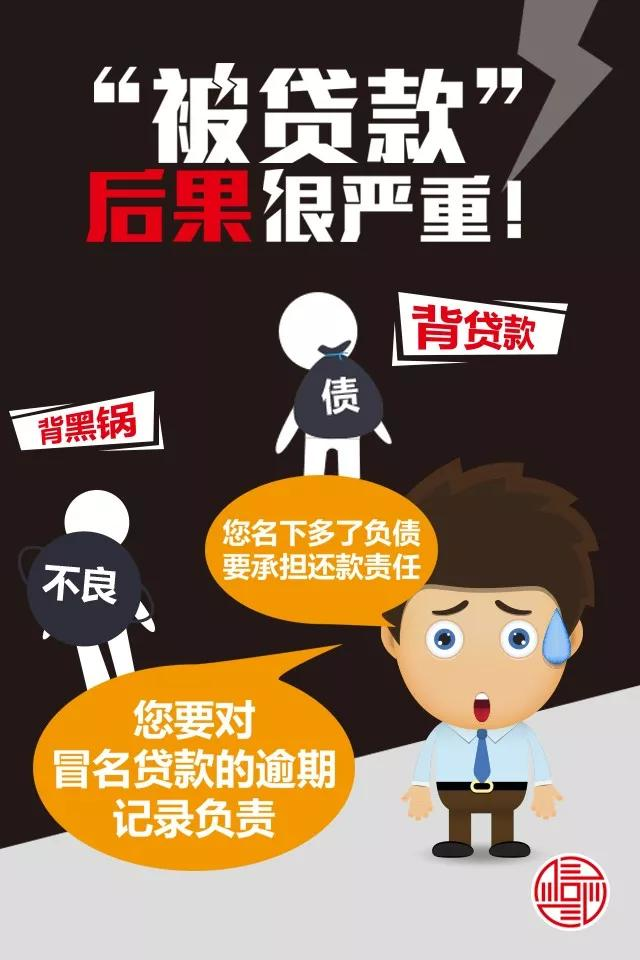 “被贷款”
后果很严重！
背贷款
债
背黑锅
不良
您名下多了负债
要承担还款责任
您要对
冒名贷款的逾期
记录负责